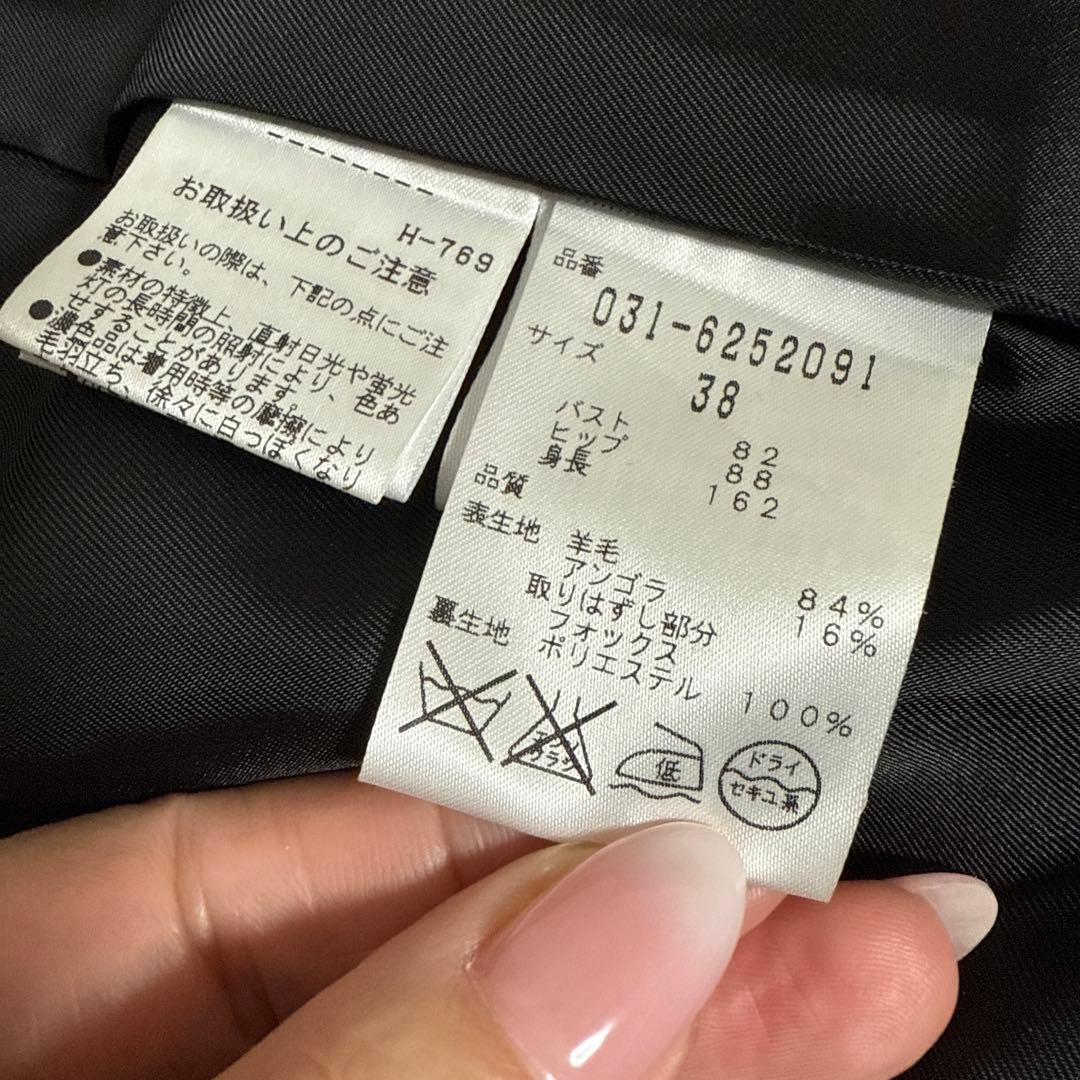 H-769
お取扱い上のご注意
お取扱いの際は、下記の点にご注
意下さい。
●素材の特徴上、直射日光や蛍光
灯の長時間の照射により、色あ
せすることがあります。
●濃色品は着用時等の摩擦により
毛羽立ち、徐々に白っぽくなり
品番
031-6252091
サイズ
38
バスト 82
ヒップ 88
身長 162
品質
表生地 羊毛 84%
アンゴラ 16%
取りはずし部分
フォックス
裏生地 ポリエステル 100%
エンソ
サラシ
低
ドライ
セキユ系